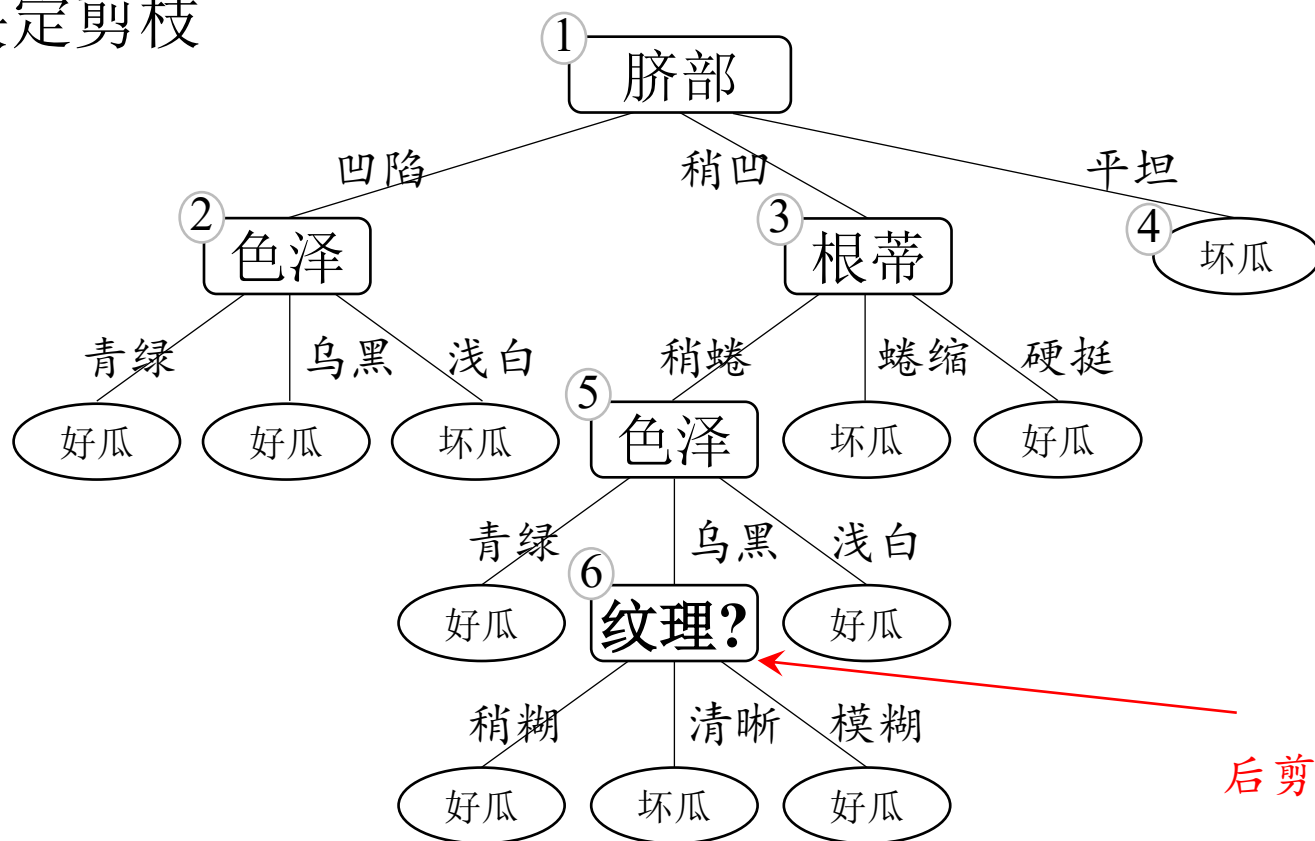 定剪枝
1
脐部
凹陷 稍凹 平坦
2 3 4
色泽 根蒂 坏瓜
青绿 乌黑 浅白 稍蜷 蜷缩 硬挺
5
好瓜 好瓜 坏瓜 色泽 坏瓜 好瓜
青绿 乌黑 浅白
6
好瓜 纹理? 好瓜
稍糊 清晰 模糊
后剪
好瓜 坏瓜 好瓜